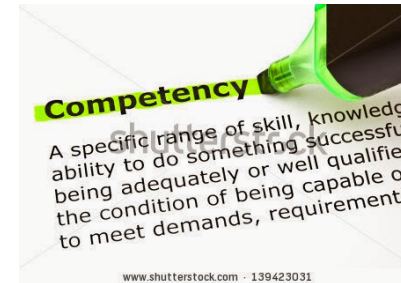 Competency
A specific range of skill, knowledg
ability to do something successfu
being adequately or well qualifie
the condition of being capable o
to meet demands, requirement
shutterstock
www.shutterstock.com · 139423031